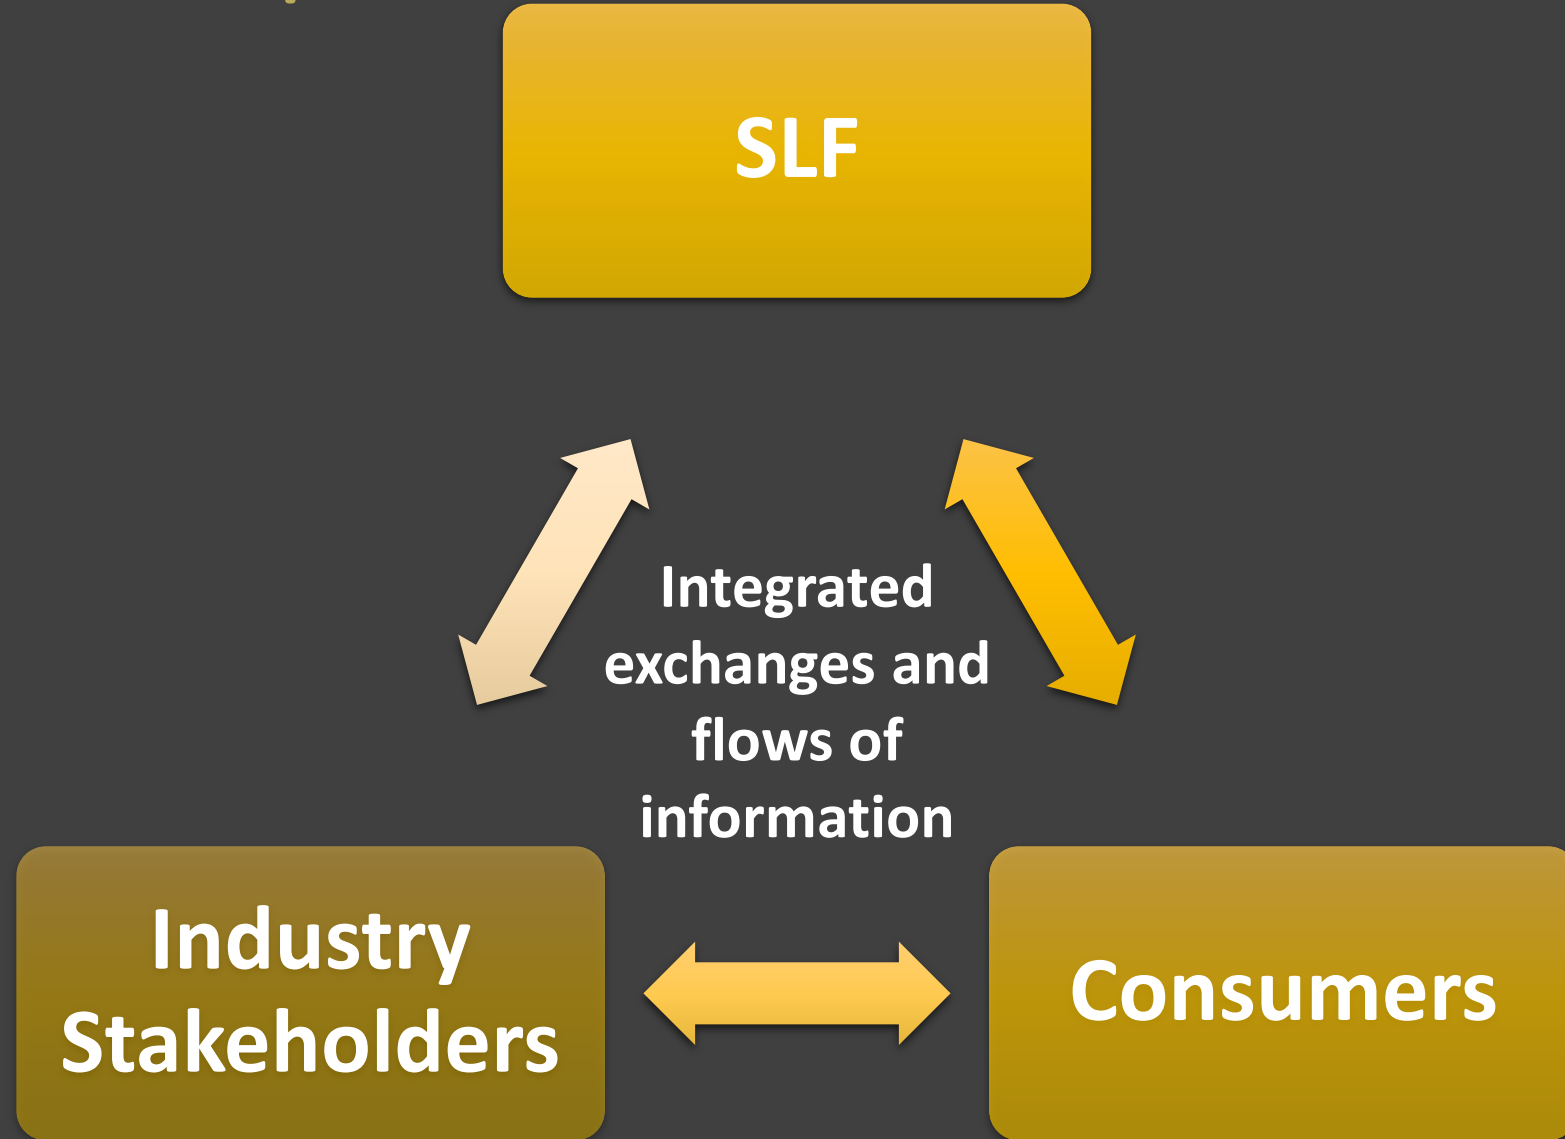 SLF
Integrated
exchanges and
flows of
information
Industry
Stakeholders
Consumers